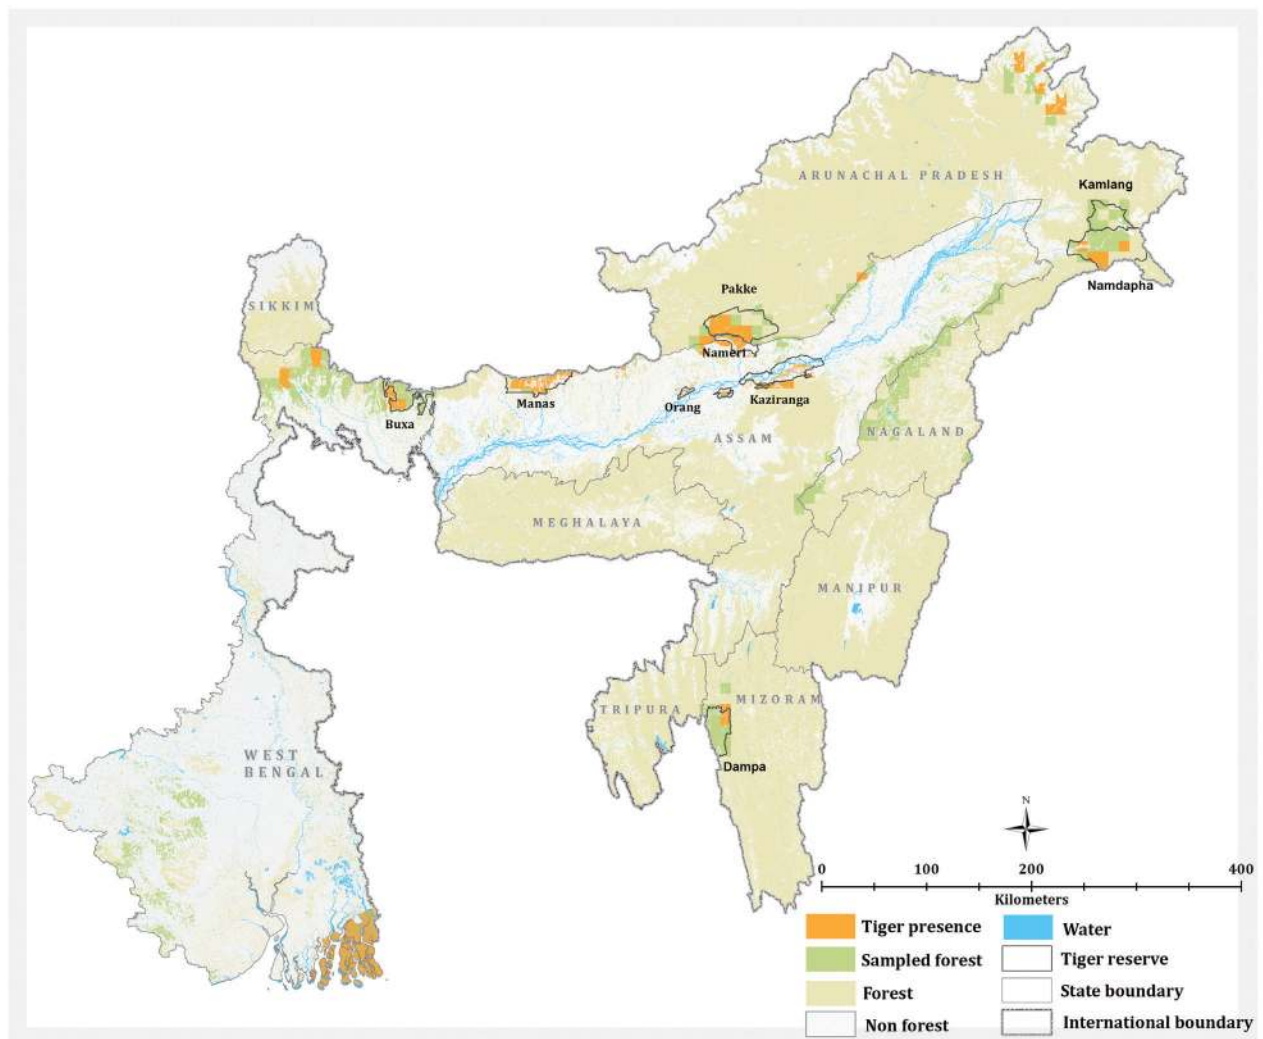 ARUNACHAL PRADESH
Kamlang
Namdapha
SIKKIM
Pakke
Nameri
Manas
Buxa
Orang
Kaziranga
ASSAM
NAGALAND
MEGHALAYA
MANIPUR
TRIPURA
MIZORAM
Dampa
WEST
BENGAL
N
0 100 200 400
Kilometers
Tiger presence
Sampled forest
Forest
Non forest
Water
Tiger reserve
State boundary
International boundary